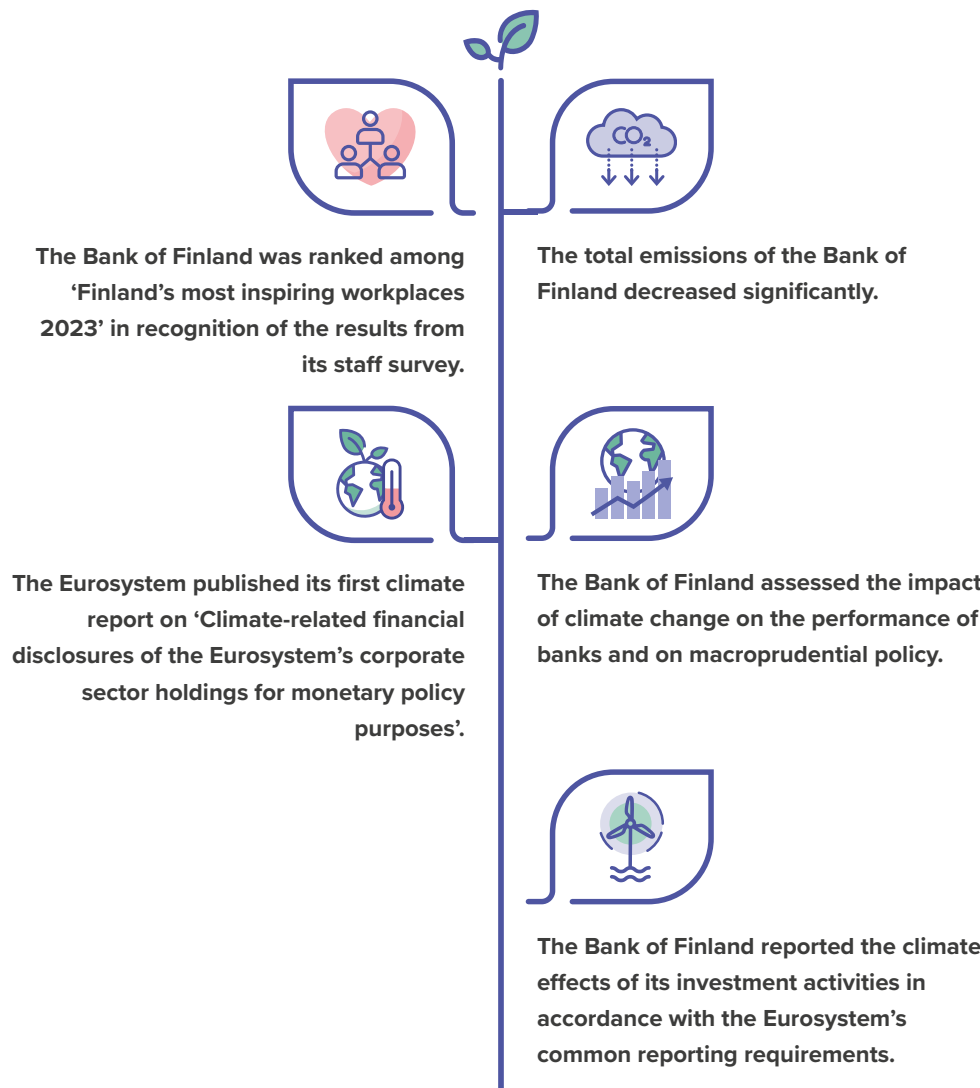 CO₂
The Bank of Finland was ranked among
‘Finland’s most inspiring workplaces
2023’ in recognition of the results from
its staff survey.
The total emissions of the Bank of
Finland decreased significantly.
The Eurosystem published its first climate
report on ‘Climate-related financial
disclosures of the Eurosystem’s corporate
sector holdings for monetary policy
purposes’.
The Bank of Finland assessed the impact
of climate change on the performance of
banks and on macroprudential policy.
The Bank of Finland reported the climate
effects of its investment activities in
accordance with the Eurosystem’s
common reporting requirements.